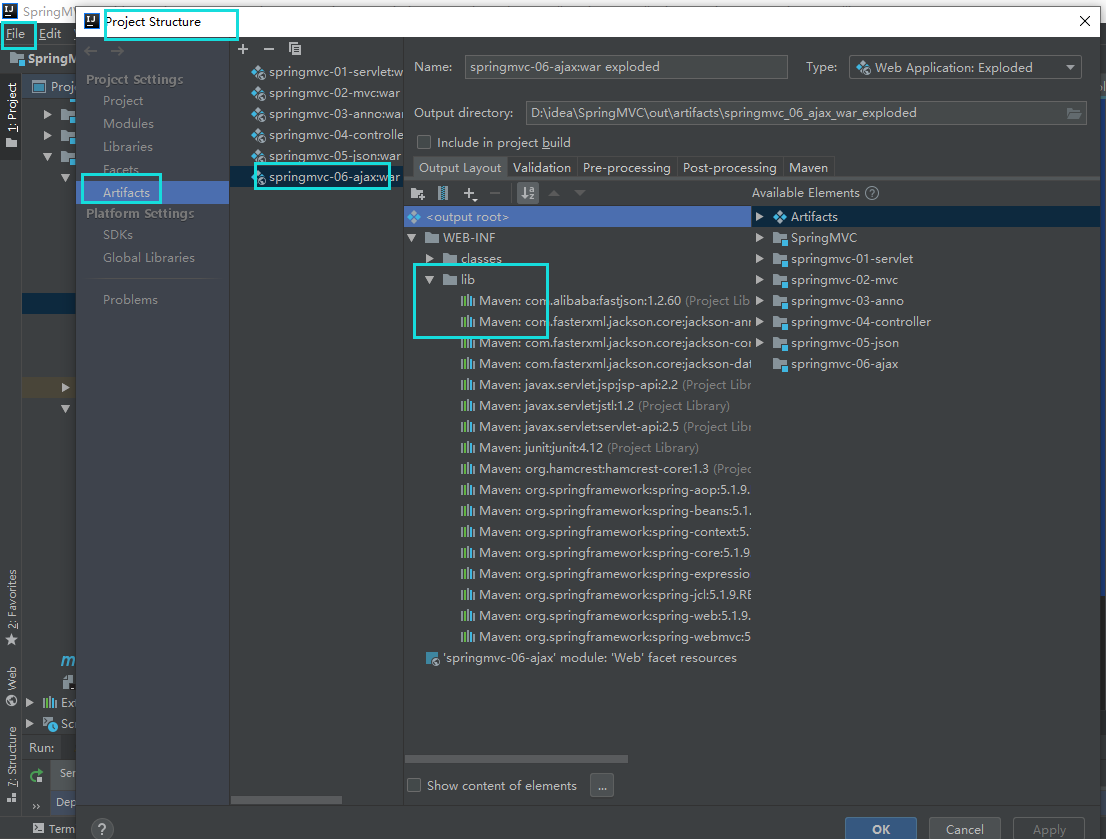 SpringM
Project Structure
File
Edit
SpringM
Proj
1: Project
Project Settings
Project
Modules
Libraries
Facets
Artifacts
Platform Settings
SDKs
Global Libraries
Problems
springmvc-01-servlet:w
springmvc-02-mvc:war
springmvc-03-anno:wa
springmvc-04-controlle
springmvc-05-json:war
springmvc-06-ajax:war
Name: springmvc-06-ajax:war exploded
Type: Web Application: Exploded
Output directory: D:\idea\SpringMVC\out\artifacts\springmvc_06_ajax_war_exploded
Include in project build
Output Layout Validation Pre-processing Post-processing Maven
Available Elements ?
<output root>
WEB-INF
classes
lib
Maven: com.alibaba:fastjson:1.2.60 (Project Lib
Maven: com.fasterxml.jackson.core:jackson-ann
Maven: com.fasterxml.jackson.core:jackson-cor
Maven: com.fasterxml.jackson.core:jackson-dat
Maven: javax.servlet.jsp:jsp-api:2.2 (Project Libr
Maven: javax.servlet:jstl:1.2 (Project Library)
Maven: javax.servlet:servlet-api:2.5 (Project Libr
Maven: junit:junit:4.12 (Project Library)
Maven: org.hamcrest:hamcrest-core:1.3 (Projec
Maven: org.springframework:spring-aop:5.1.9.
Maven: org.springframework:spring-beans:5.1.
Maven: org.springframework:spring-context:5.1
Maven: org.springframework:spring-core:5.1.9.
Maven: org.springframework:spring-expressio
Maven: org.springframework:spring-jcl:5.1.9.RE
Maven: org.springframework:spring-web:5.1.9.
Maven: org.springframework:spring-webmvc:5
'springmvc-06-ajax' module: 'Web' facet resources
Artifacts
SpringMVC
springmvc-01-servlet
springmvc-02-mvc
springmvc-03-anno
springmvc-04-controller
springmvc-05-json
springmvc-06-ajax
Show content of elements ...
2: Favorites
Web
7: Structure
m
Ext
Scr
Run:
Ser
Dep
Term
?
OK Cancel Apply